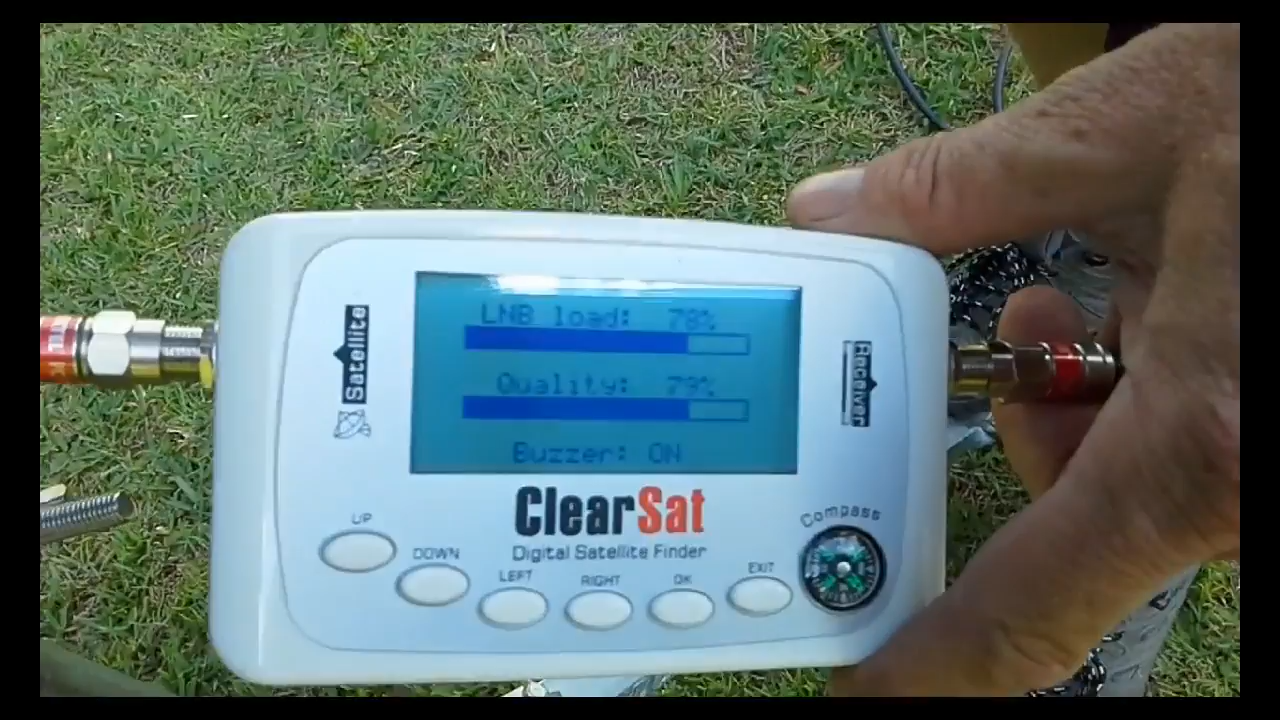 LNB load: 78%
Quality: 79%
Buzzer: ON
Satellite
Receiver
ClearSat
Digital Satellite Finder
Compass
UP
DOWN
LEFT
RIGHT
OK
EXIT